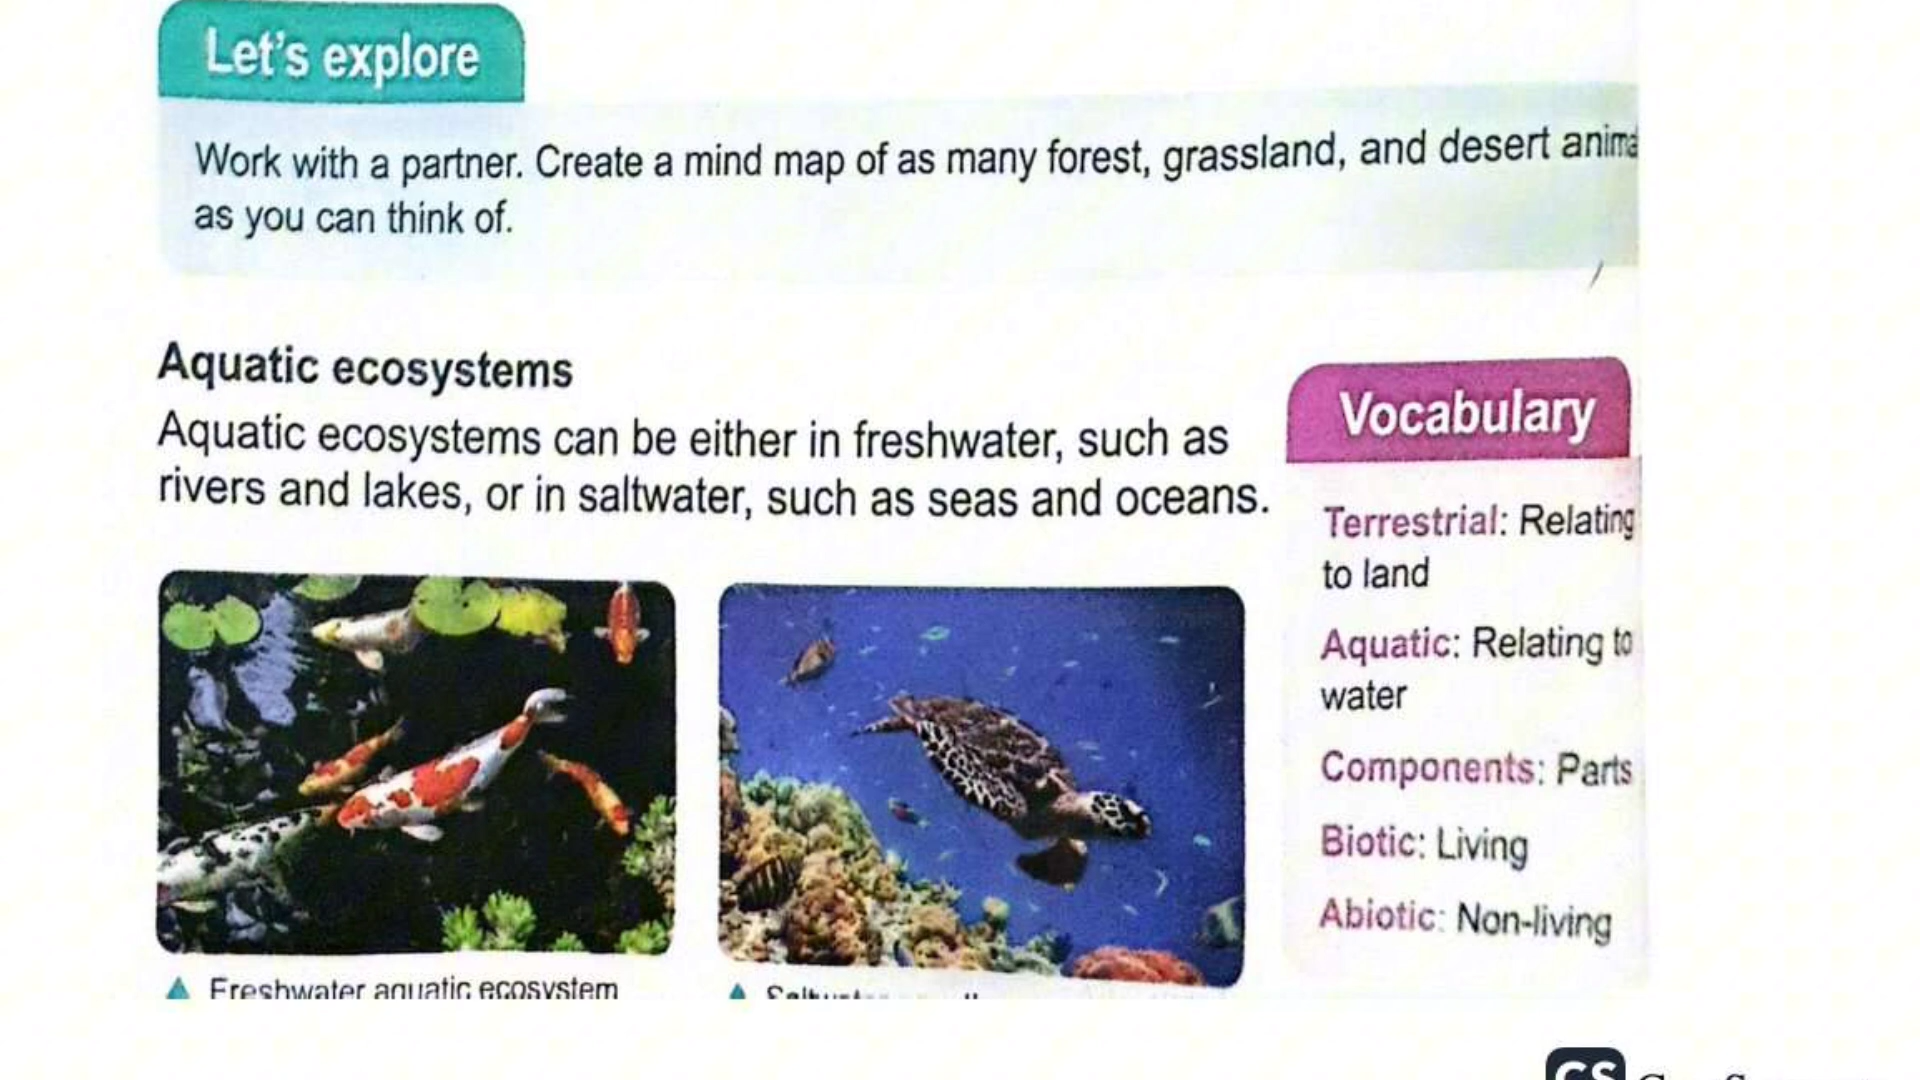 Let's explore
Work with a partner. Create a mind map of as many forest, grassland, and desert anima
as you can think of.
Aquatic ecosystems
Aquatic ecosystems can be either in freshwater, such as
rivers and lakes, or in saltwater, such as seas and oceans.
Vocabulary
Terrestrial: Relating
to land
Aquatic: Relating to
water
Components: Parts
Biotic: Living
Abiotic: Non-living
Freshwater aquatic ecosystem
CS